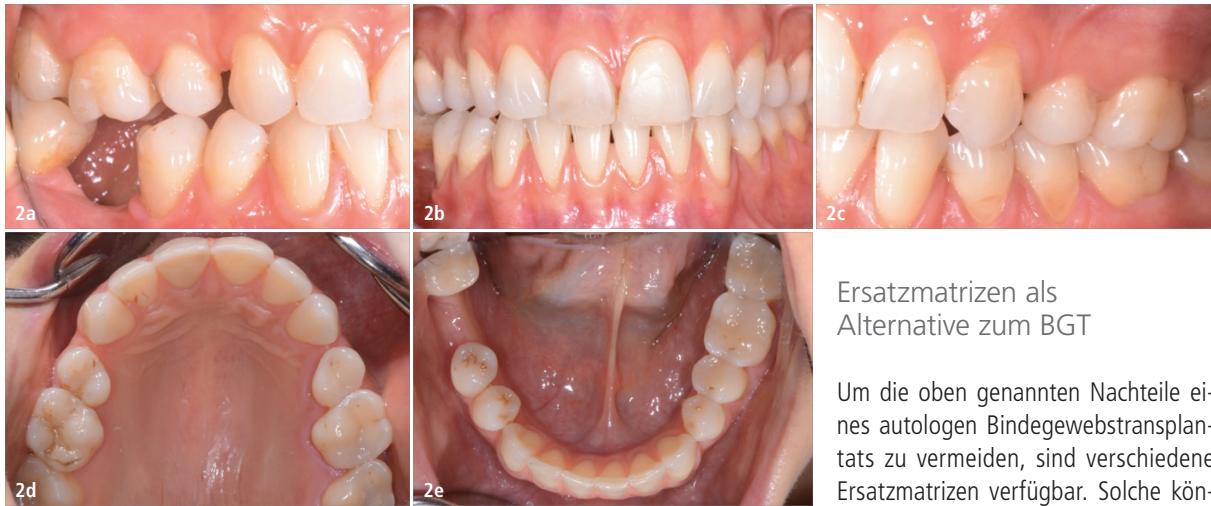 2a
2b
2c
2d
2e
Ersatzmatrizen als
Alternative zum BGT
Um die oben genannten Nachteile ei-
nes autologen Bindegewebstransplan-
tats zu vermeiden, sind verschiedene
Ersatzmatrizen verfügbar. Solche kön-